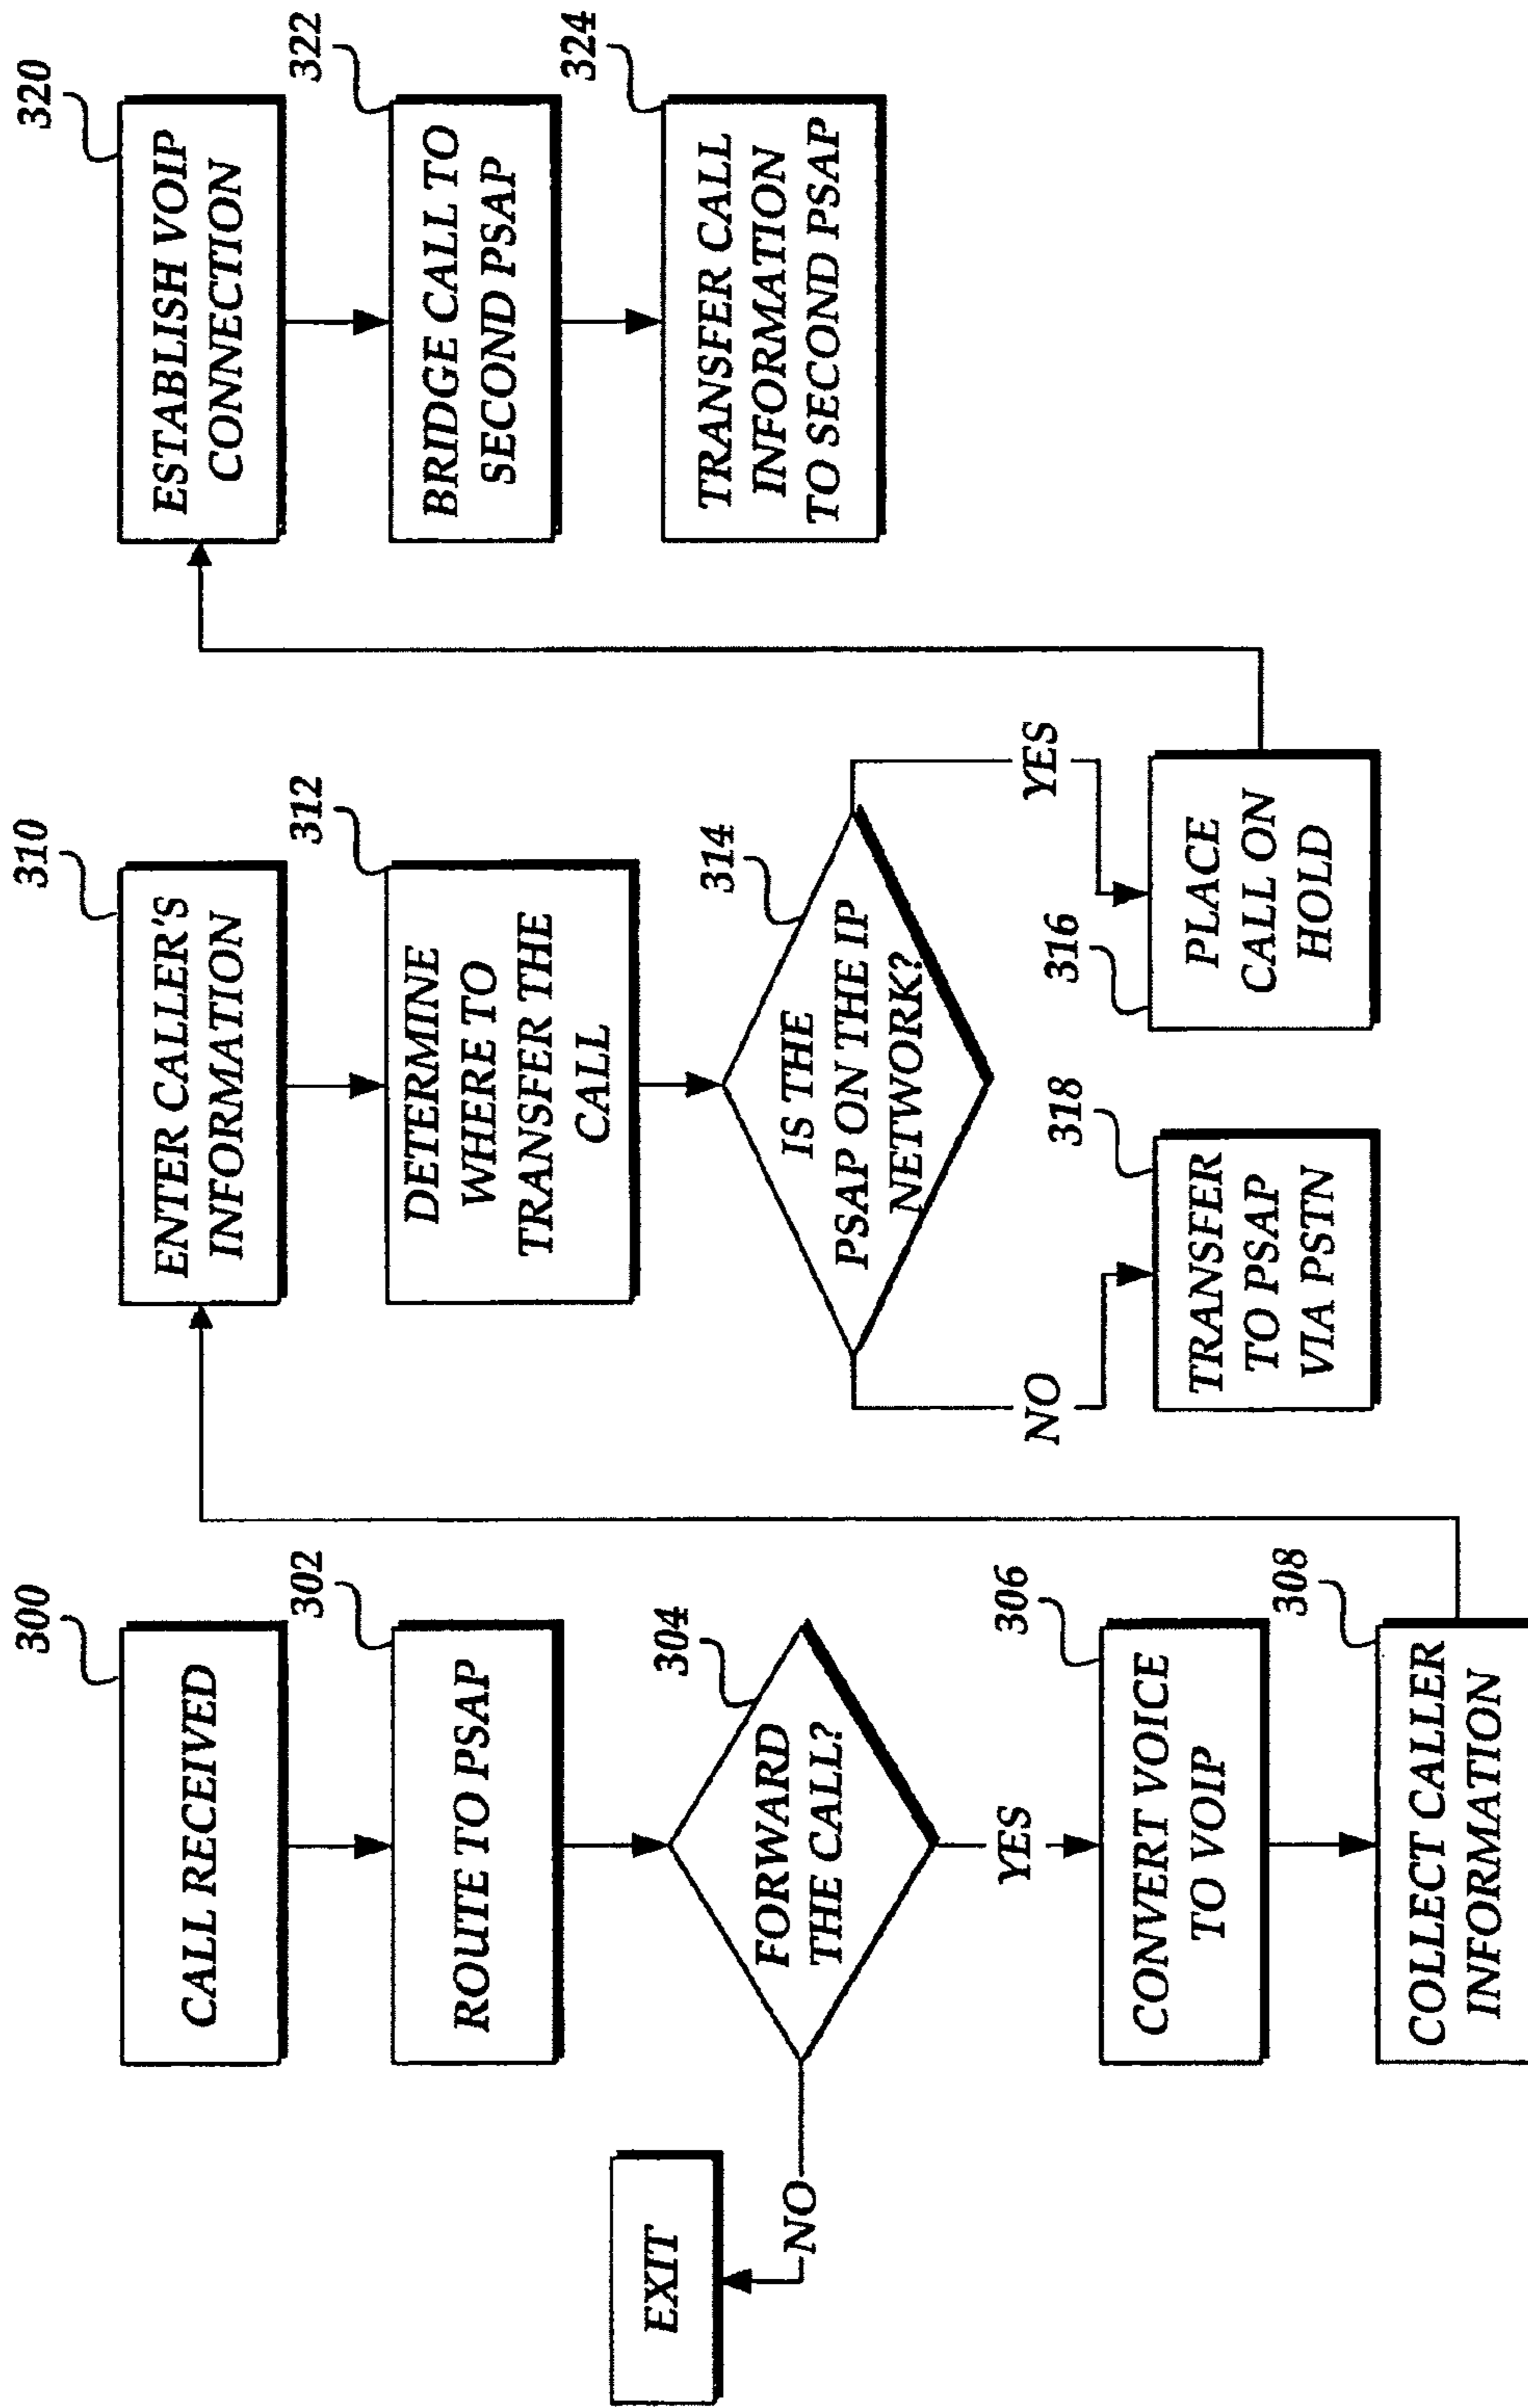 300
CALL RECEIVED
302
ROUTE TO PSAP
304
FORWARD
THE CALL?
NO
EXIT
YES
306
CONVERT VOICE
TO VOIP
308
COLLECT CALLER
INFORMATION
310
ENTER CALLER'S
INFORMATION
312
DETERMINE
WHERE TO
TRANSFER THE
CALL
314
IS THE
PSAP ON THE IP
NETWORK?
NO
YES
318
TRANSFER
TO PSAP
VIA PSTN
316
PLACE
CALL ON
HOLD
320
ESTABLISH VOIP
CONNECTION
322
BRIDGE CALL TO
SECOND PSAP
324
TRANSFER CALL
INFORMATION
TO SECOND PSAP